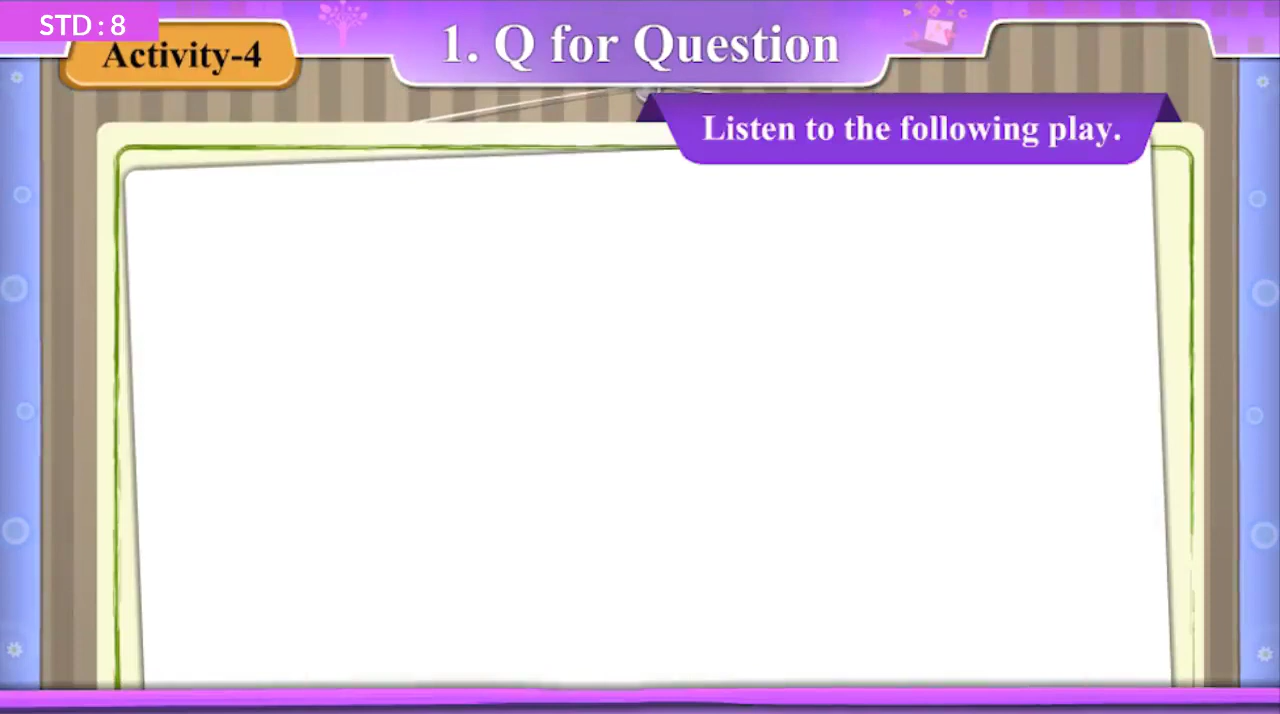 STD : 8
Activity-4
1. Q for Question
Listen to the following play.